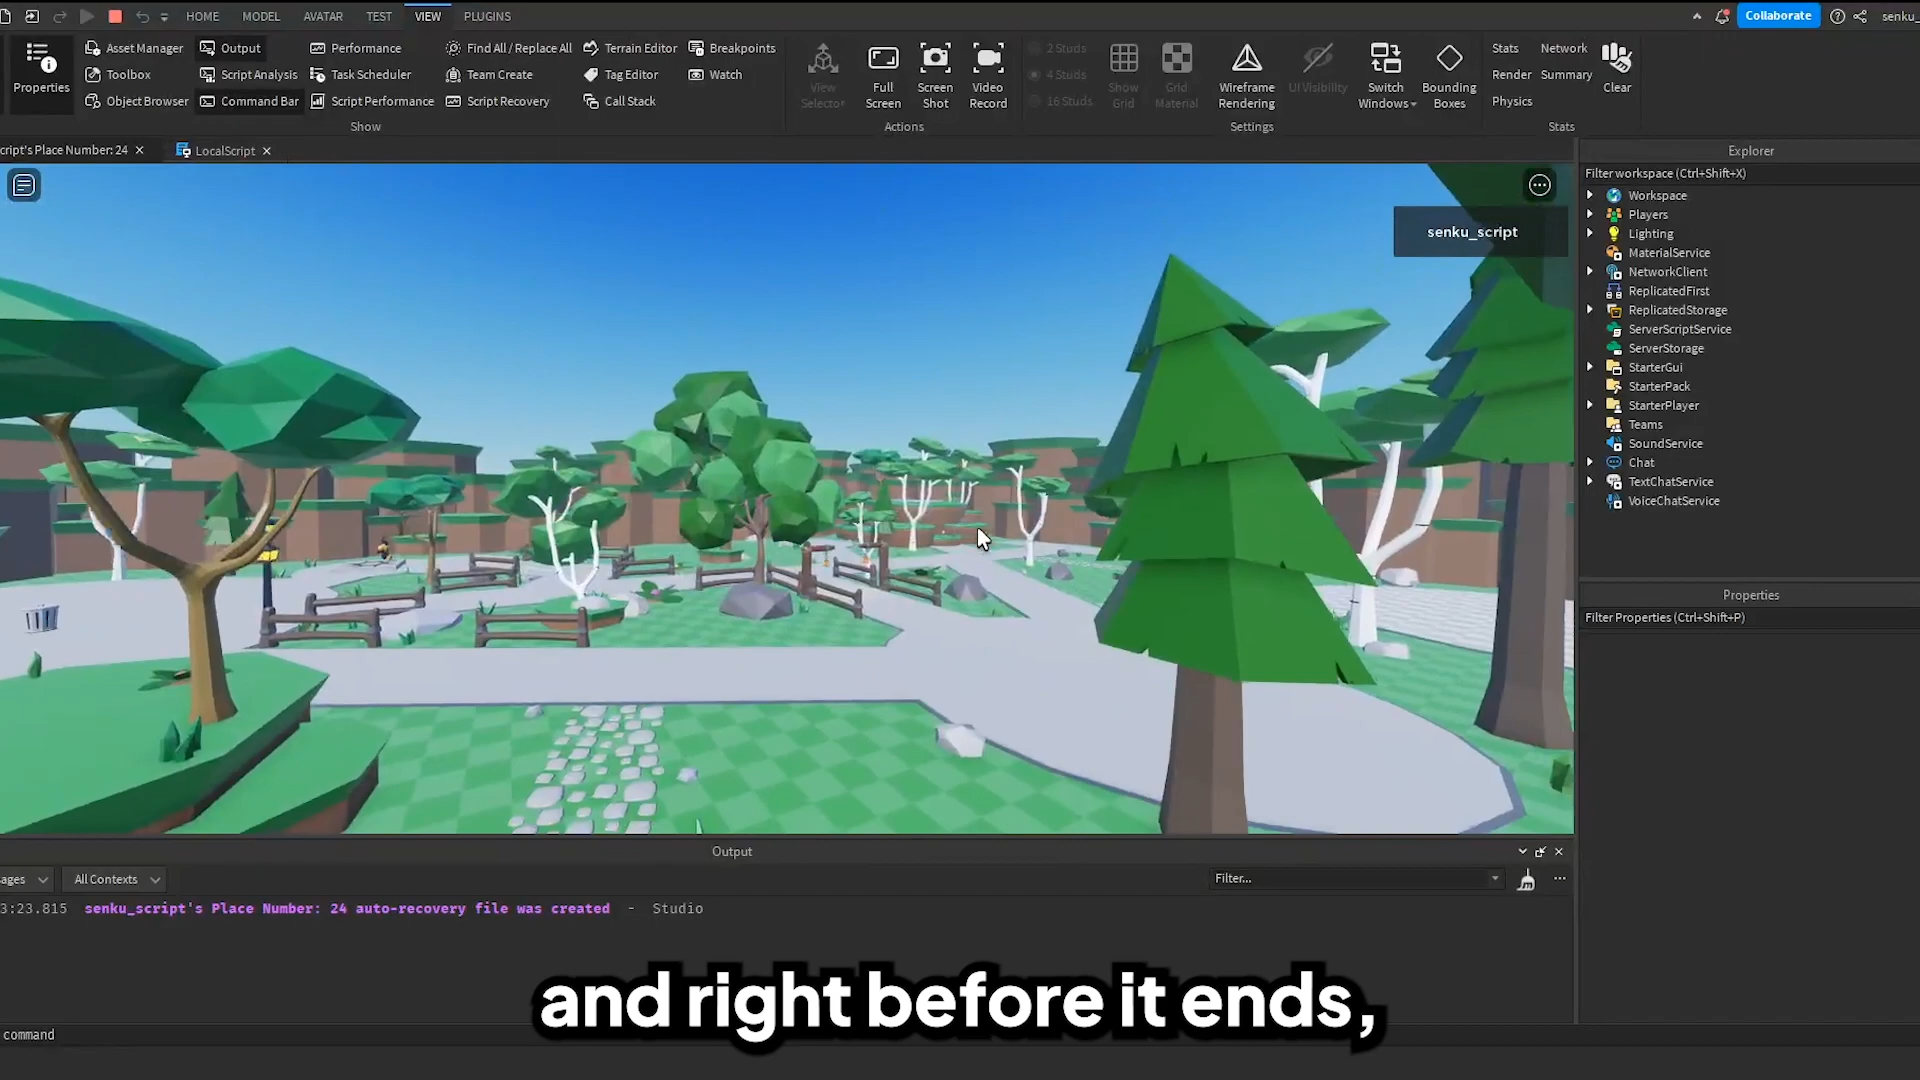 HOME MODEL AVATAR TEST VIEW PLUGINS
Collaborate senku_
Properties
Asset Manager
Toolbox
Object Browser
Output
Script Analysis
Command Bar
Performance
Task Scheduler
Script Performance
Find All / Replace All
Team Create
Script Recovery
Terrain Editor
Tag Editor
Call Stack
Breakpoints
Watch
Show
View Selector
Full Screen
Screen Shot
Video Record
Actions
2 Studs
4 Studs
16 Studs
Show Grid
Grid Material
Wireframe Rendering
UI Visibility
Switch Windows
Bounding Boxes
Settings
Stats
Render
Physics
Network
Summary
Clear
Stats
cript's Place Number: 24
LocalScript
senku_script
Explorer
Filter workspace (Ctrl+Shift+X)
Workspace
Players
Lighting
MaterialService
NetworkClient
ReplicatedFirst
ReplicatedStorage
ServerScriptService
ServerStorage
StarterGui
StarterPack
StarterPlayer
Teams
SoundService
Chat
TextChatService
VoiceChatService
Properties
Filter Properties (Ctrl+Shift+P)
Output
ages
All Contexts
Filter...
3:23.815 senku_script's Place Number: 24 auto-recovery file was created - Studio
and right before it ends,
command